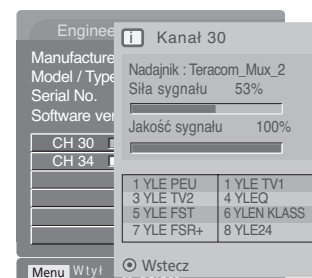 Enginee
Manufacture
Model / Type
Serial No.
Software ver
CH 30
CH 34
Menu Wtył
i Kanał 30
Nadajnik : Teracom_Mux_2
Siła sygnału 53%
Jakość sygnału 100%
1 YLE PEU 1 YLE TV1
3 YLE TV2 4 YLEQ
5 YLE FST 6 YLEN KLASS
7 YLE FSR+ 8 YLE24
Wstecz